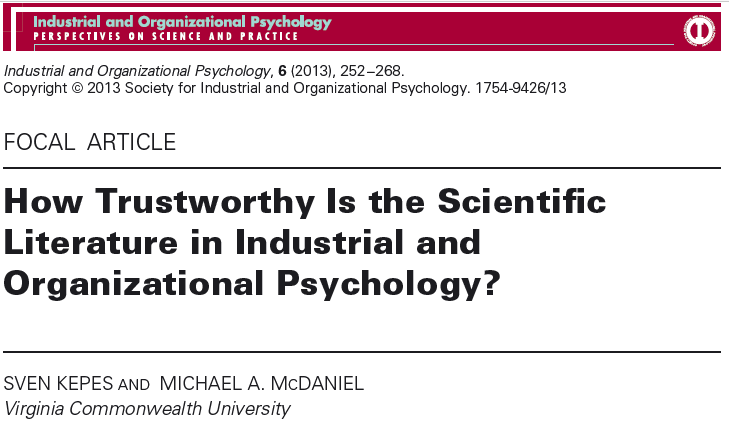 Industrial and Organizational Psychology
PERSPECTIVES ON SCIENCE AND PRACTICE
Industrial and Organizational Psychology, 6 (2013), 252–268.
Copyright © 2013 Society for Industrial and Organizational Psychology. 1754-9426/13
FOCAL ARTICLE
How Trustworthy Is the Scientific
Literature in Industrial and
Organizational Psychology?
SVEN KEPES AND MICHAEL A. MCDANIEL
Virginia Commonwealth University